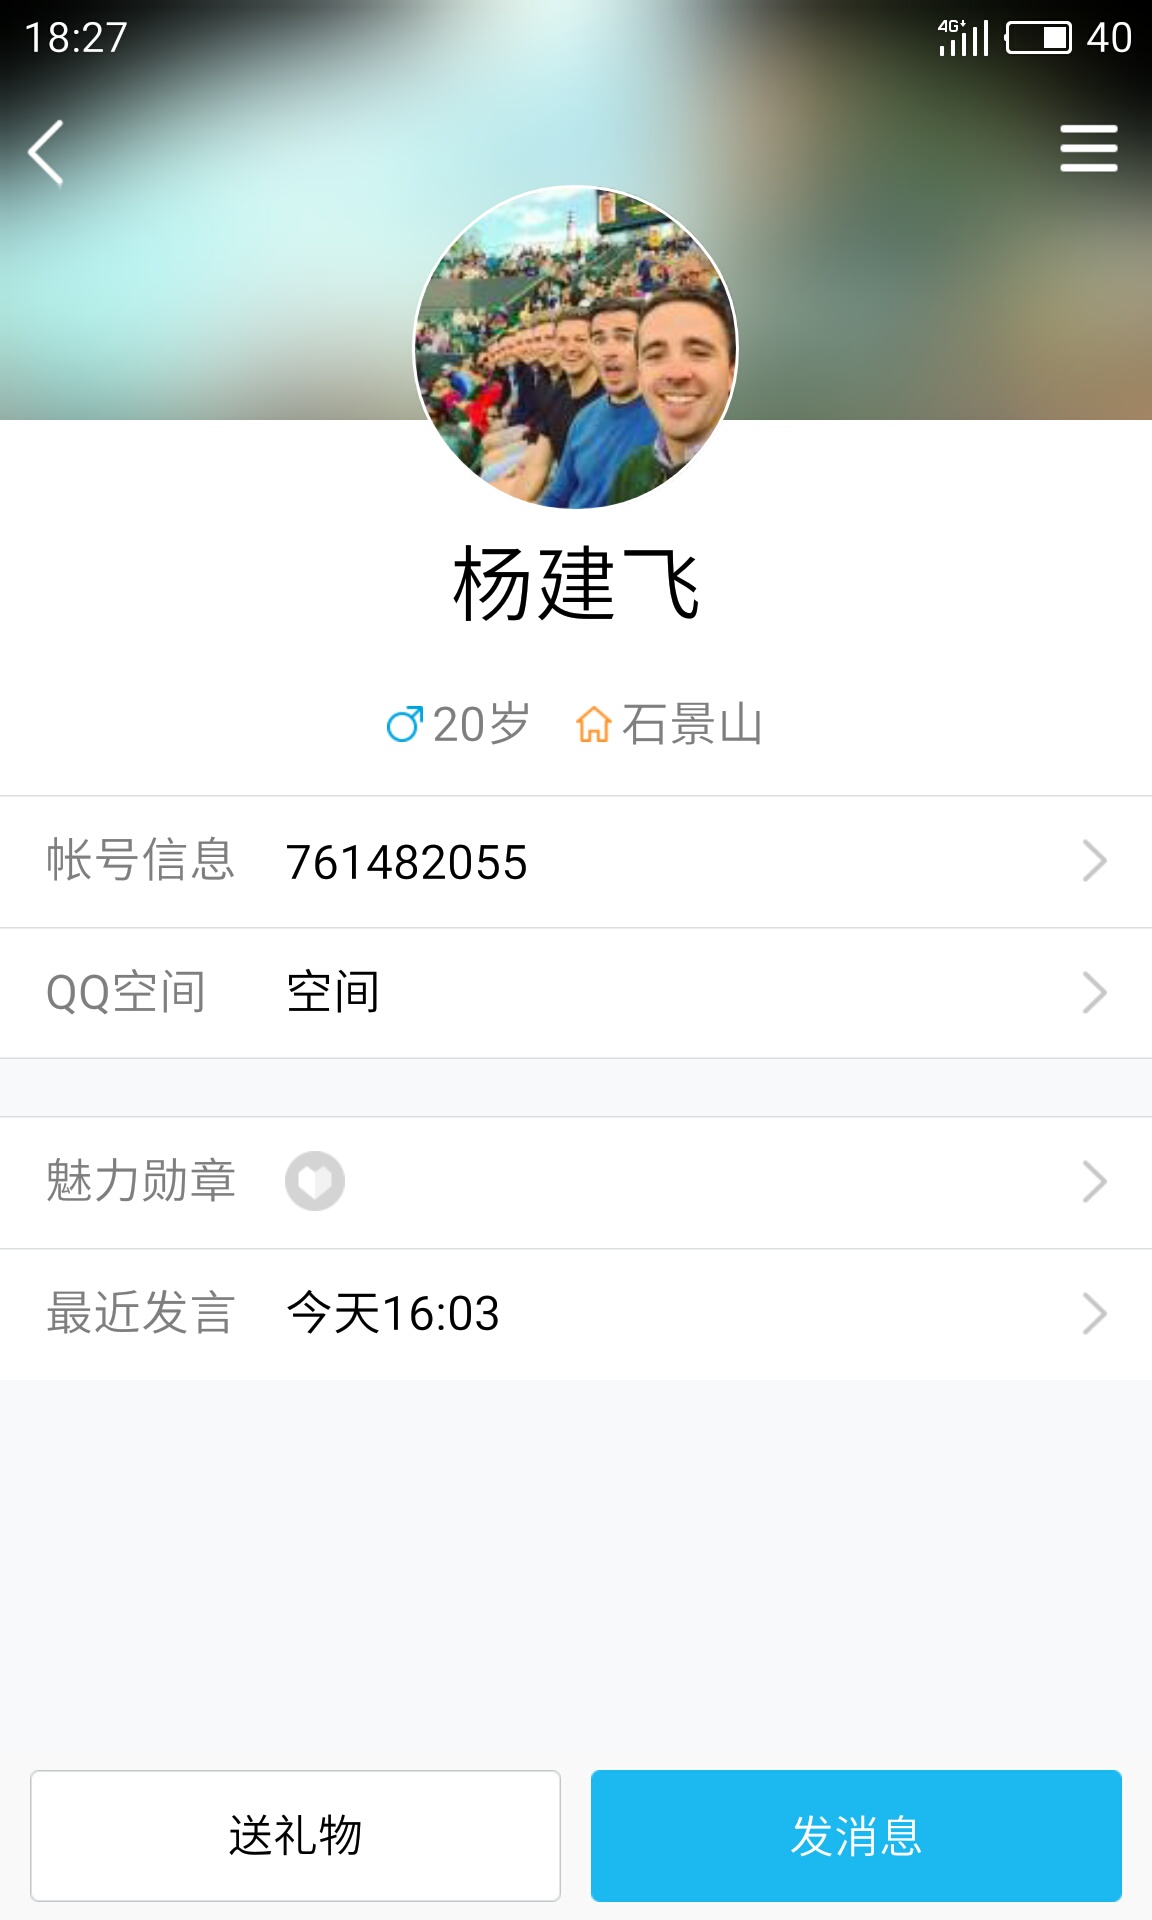 18:27
4G+ 40
杨建飞
20岁 石景山
帐号信息 761482055
QQ空间 空间
魅力勋章
最近发言 今天16:03
送礼物 发消息